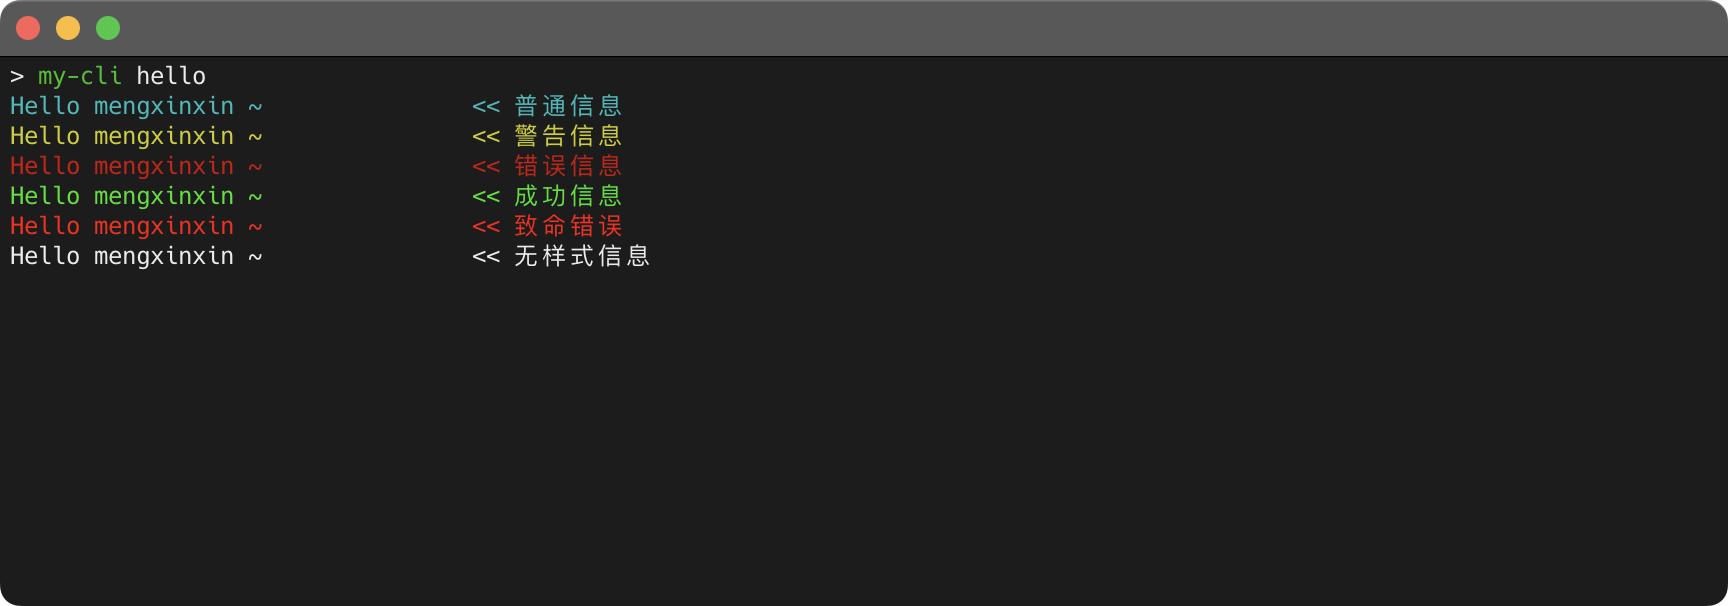 > my-cli hello
Hello mengxinxin ~ << 普通信息
Hello mengxinxin ~ << 警告信息
Hello mengxinxin ~ << 错误信息
Hello mengxinxin ~ << 成功信息
Hello mengxinxin ~ << 致命错误
Hello mengxinxin ~ << 无样式信息